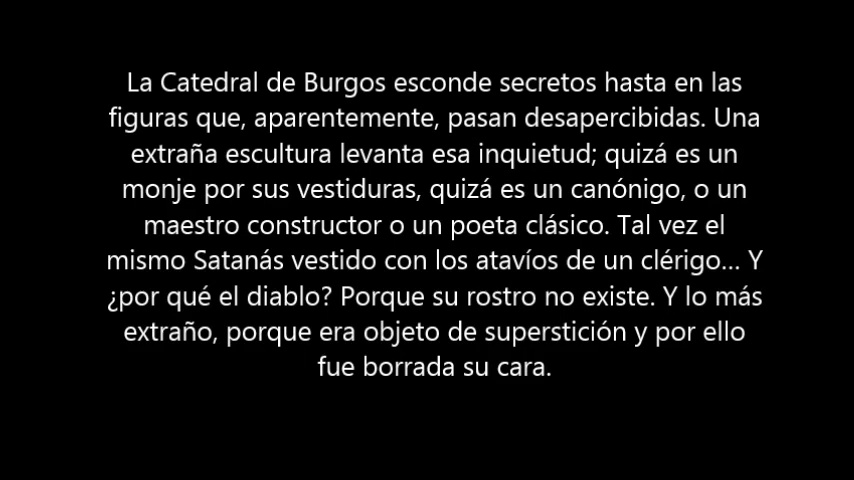 La Catedral de Burgos esconde secretos hasta en las
figuras que, aparentemente, pasan desapercibidas. Una
extraña escultura levanta esa inquietud; quizá es un
monje por sus vestiduras, quizá es un canónigo, o un
maestro constructor o un poeta clásico. Tal vez el
mismo Satanás vestido con los atavíos de un clérigo... Y
¿por qué el diablo? Porque su rostro no existe. Y lo más
extraño, porque era objeto de superstición y por ello
fue borrada su cara.